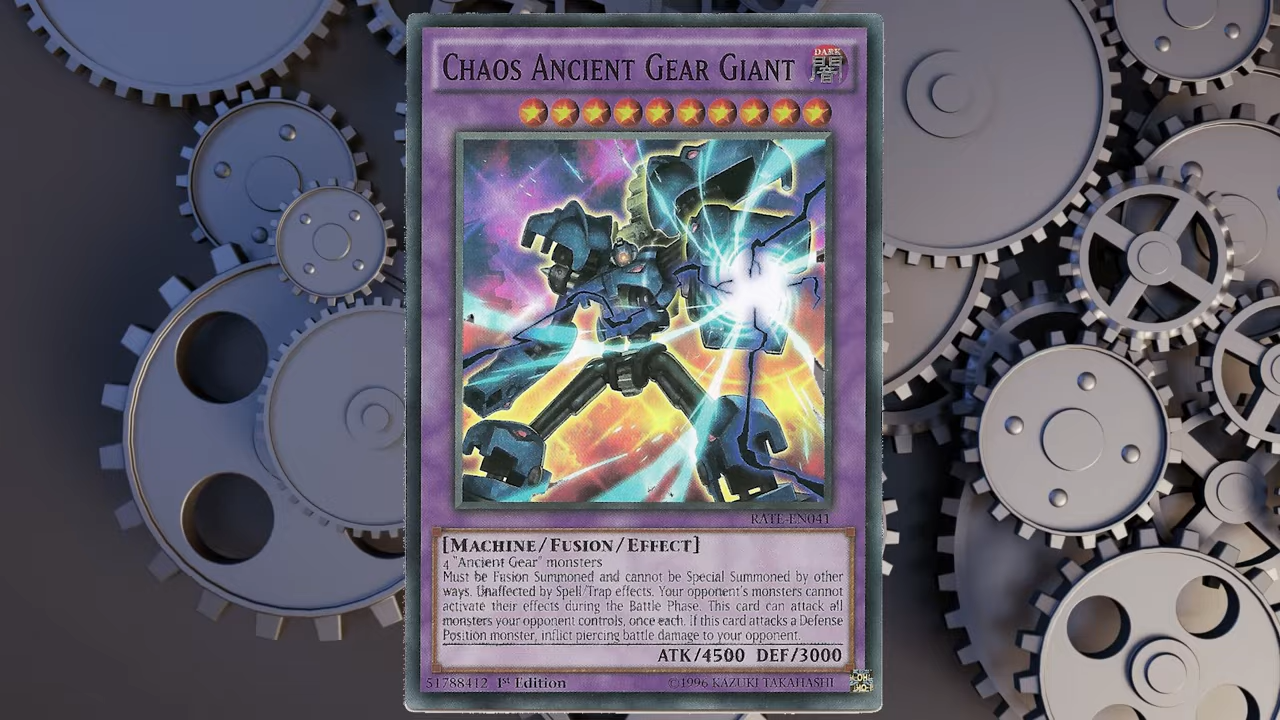 CHAOS ANCIENT GEAR GIANT
DARK
闇
RATE-EN041
[MACHINE/FUSION/EFFECT]
4 "Ancient Gear" monsters
Must be Fusion Summoned and cannot be Special Summoned by other
ways. Unaffected by Spell/Trap effects. Your opponent's monsters cannot
activate their effects during the Battle Phase. This card can attack all
monsters your opponent controls, once each. If this card attacks a Defense
Position monster, inflict piercing battle damage to your opponent.
ATK/4500 DEF/3000
51788412 1st Edition ©1996 KAZUKI TAKAHASHI